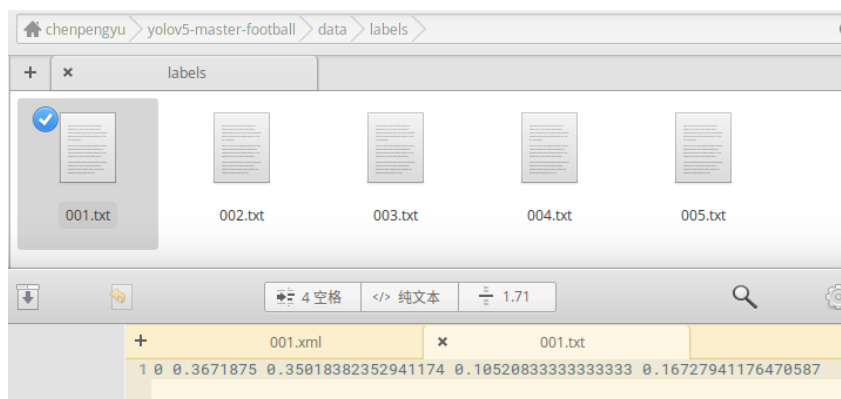 chenpengyu yolov5-master-football data labels
+ × labels
001.txt 002.txt 003.txt 004.txt 005.txt
4 空格 </> 纯文本 1.71
+ 001.xml × 001.txt
1 0 0.3671875 0.35018382352941174 0.10520833333333333 0.16727941176470587